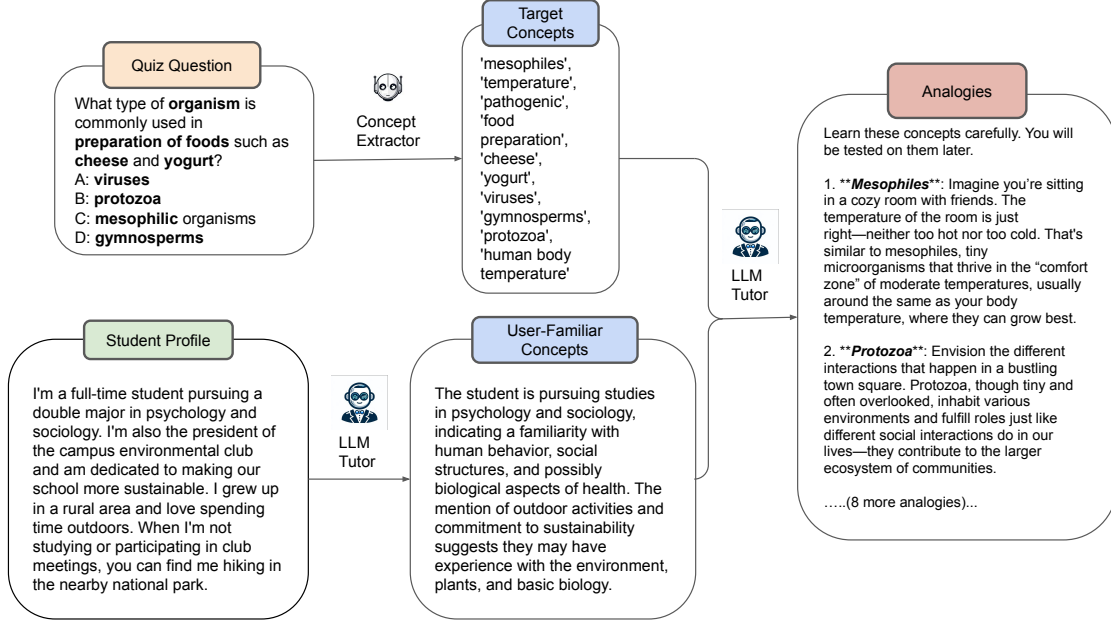 Quiz Question
What type of organism is
commonly used in
preparation of foods such as
cheese and yogurt?
A: viruses
B: protozoa
C: mesophilic organisms
D: gymnosperms
Concept
Extractor
Target
Concepts
'mesophiles',
'temperature',
'pathogenic',
'food
preparation',
'cheese',
'yogurt',
'viruses',
'gymnosperms',
'protozoa',
'human body
temperature'
Student Profile
I'm a full-time student pursuing a
double major in psychology and
sociology. I'm also the president of
the campus environmental club
and am dedicated to making our
school more sustainable. I grew up
in a rural area and love spending
time outdoors. When I'm not
studying or participating in club
meetings, you can find me hiking in
the nearby national park.
LLM
Tutor
User-Familiar
Concepts
The student is pursuing studies
in psychology and sociology,
indicating a familiarity with
human behavior, social
structures, and possibly
biological aspects of health. The
mention of outdoor activities and
commitment to sustainability
suggests they may have
experience with the environment,
plants, and basic biology.
LLM
Tutor
Analogies
Learn these concepts carefully. You will
be tested on them later.
1. **Mesophiles**: Imagine you're sitting
in a cozy room with friends. The
temperature of the room is just
right—neither too hot nor too cold. That's
similar to mesophiles, tiny
microorganisms that thrive in the "comfort
zone" of moderate temperatures, usually
around the same as your body
temperature, where they can grow best.
2. **Protozoa**: Envision the different
interactions that happen in a bustling
town square. Protozoa, though tiny and
often overlooked, inhabit various
environments and fulfill roles just like
different social interactions do in our
lives—they contribute to the larger
ecosystem of communities.
.....(8 more analogies)...